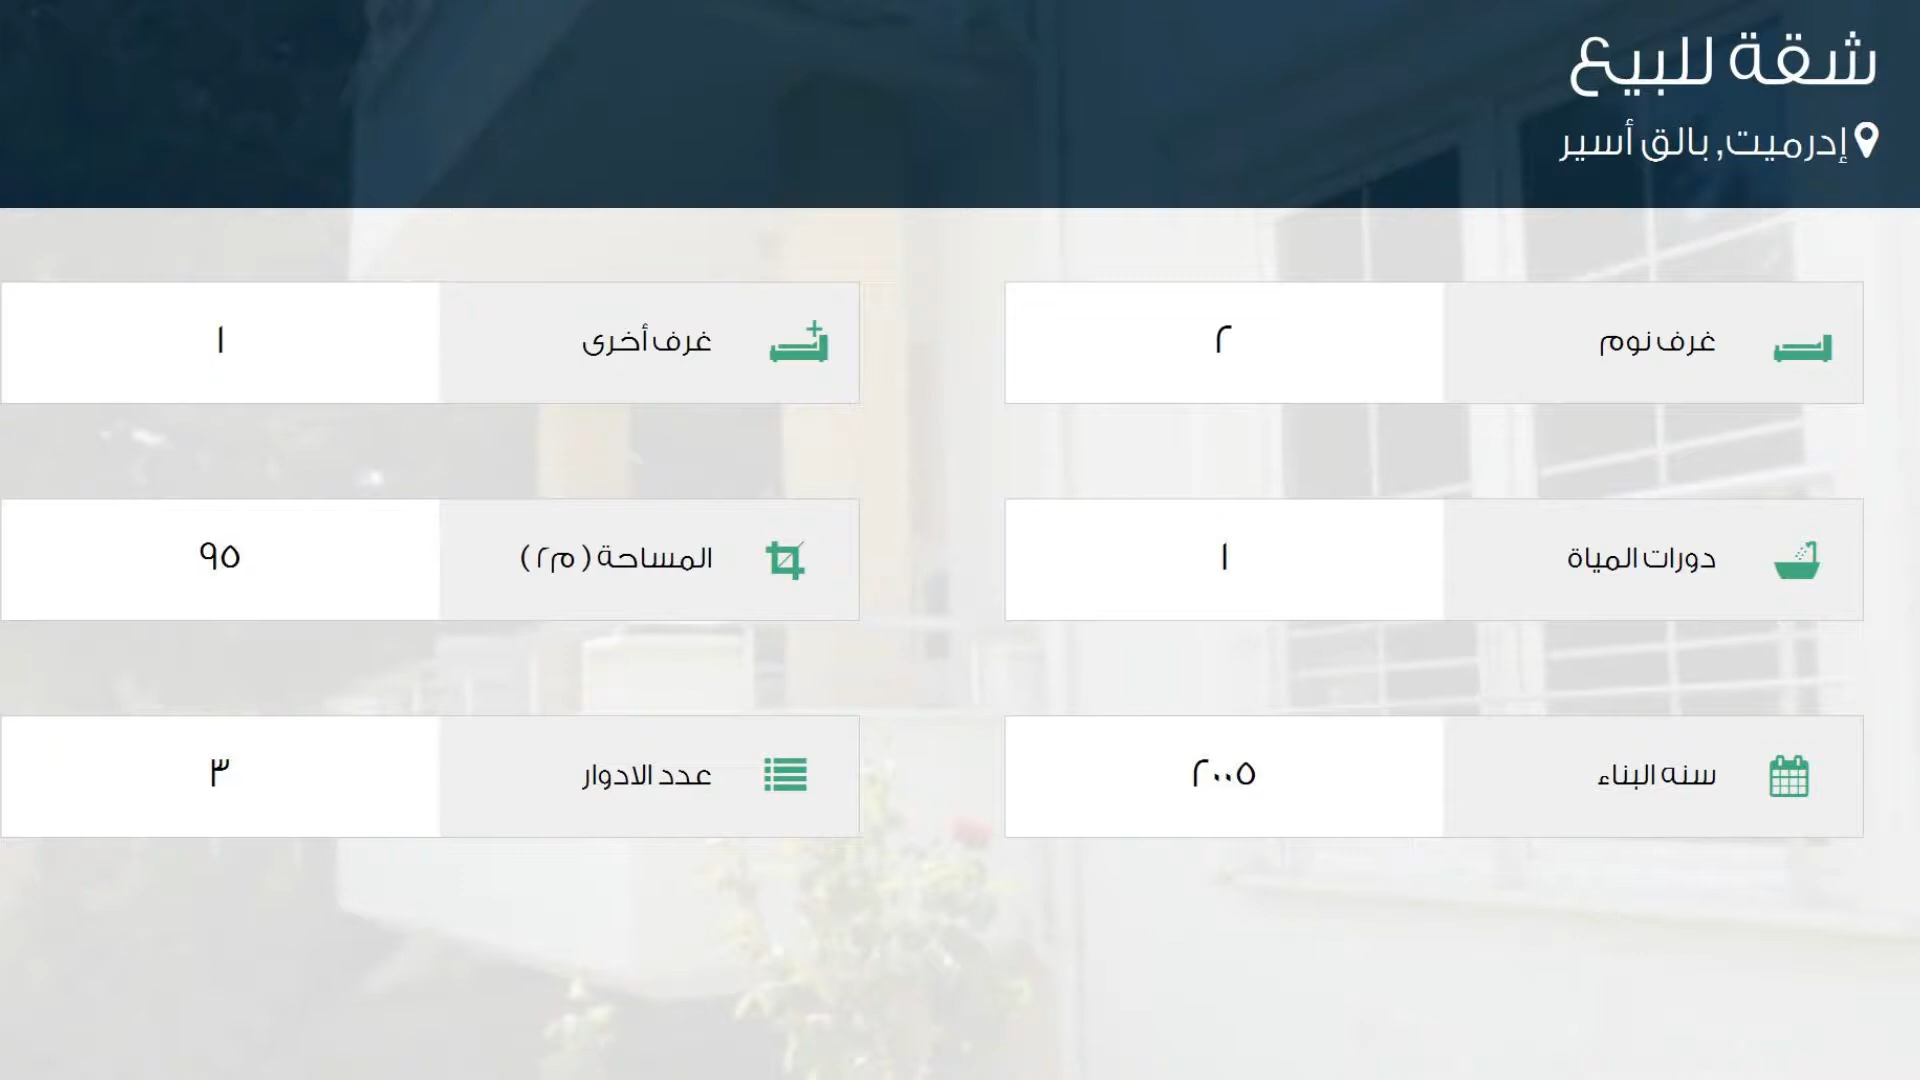 شقة للبيع
إدرميت, بالق أسير
غرف نوم
٢
غرف أخرى
١
دورات المياة
١
المساحة ( م٢ )
٩٥
سنه البناء
٢٠٠٥
عدد الادوار
٣